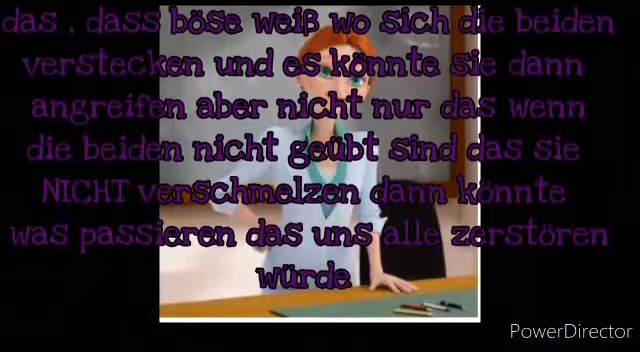 das , dass böse weiß wo sich die beiden
verstecken und es könnte sie dann
angreifen aber nicht nur das wenn
die beiden nicht geübt sind das sie
NICHT verschmelzen dann könnte
was passieren das uns alle zerstören
würde
PowerDirector